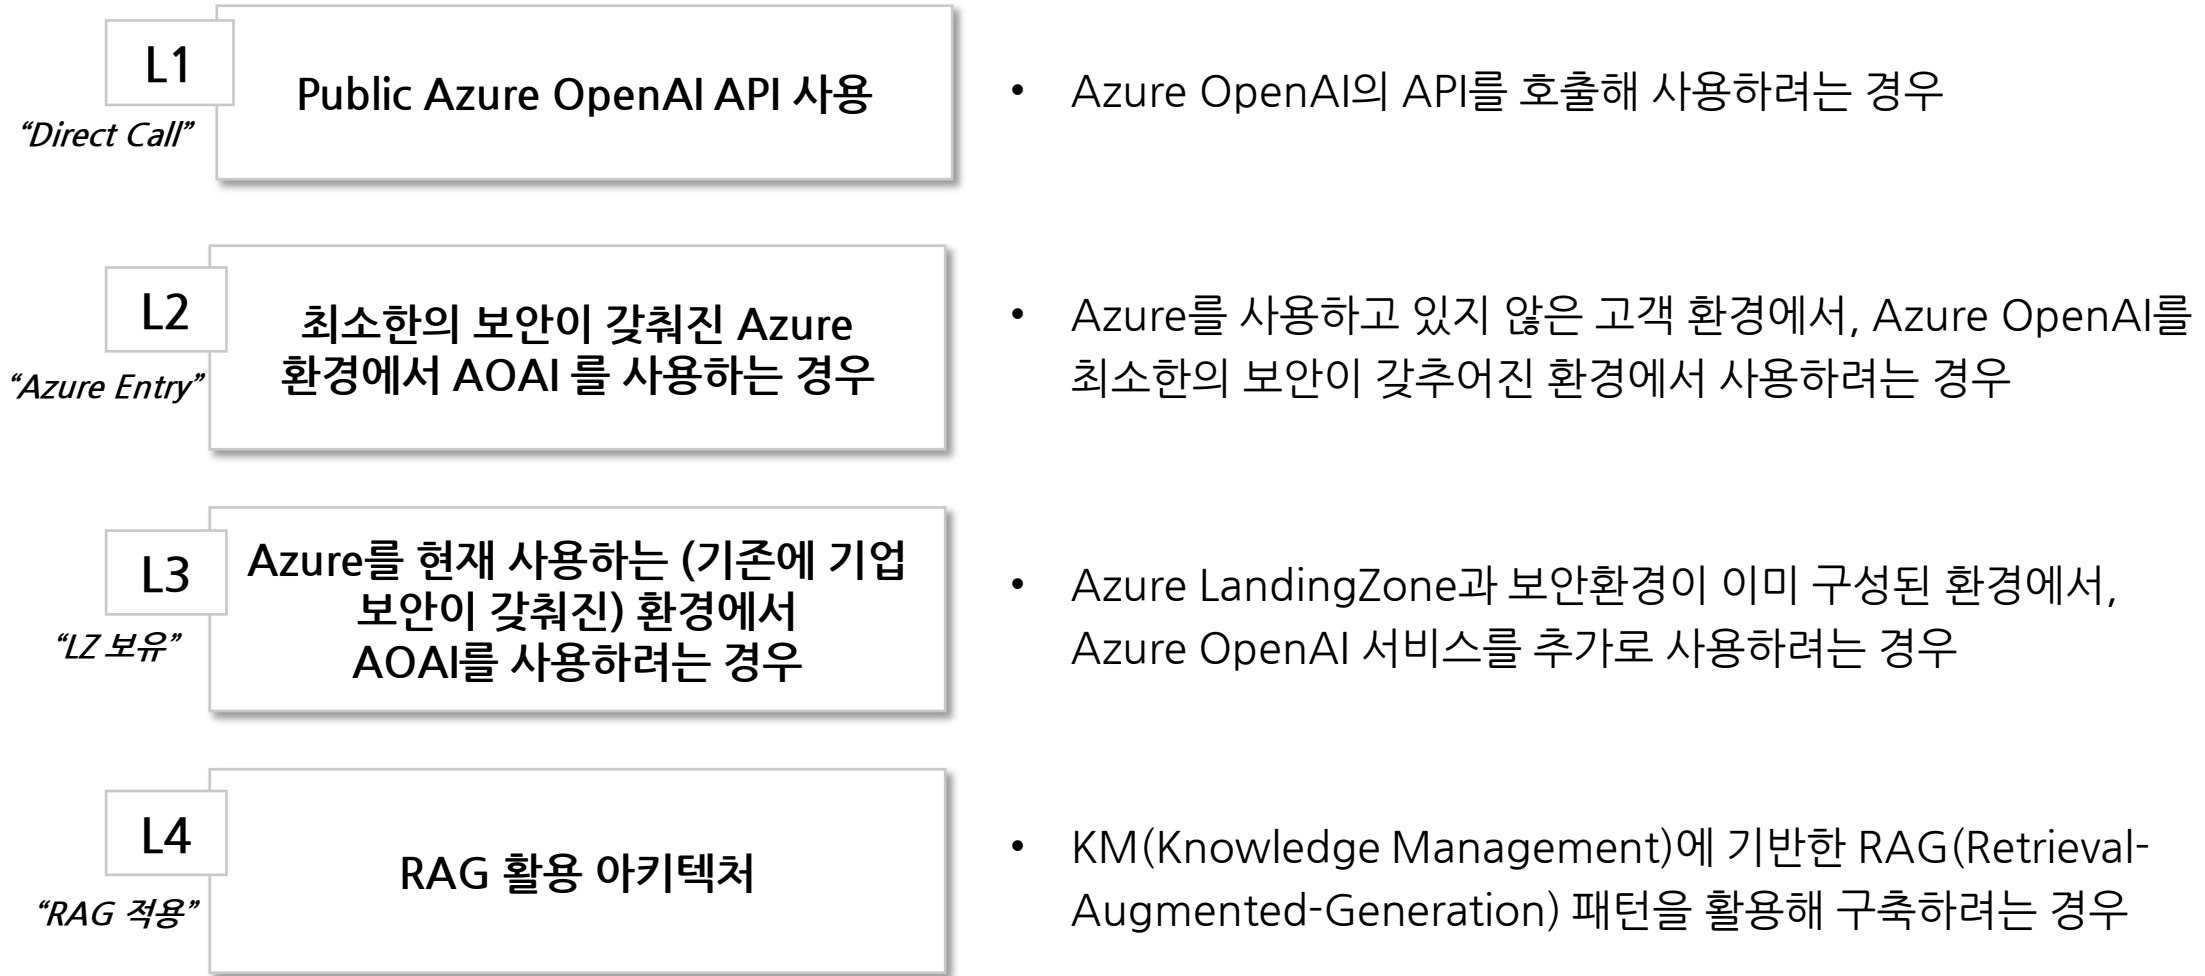 L1
“Direct Call”
Public Azure OpenAI API 사용
• Azure OpenAI의 API를 호출해 사용하려는 경우
L2
“Azure Entry”
최소한의 보안이 갖춰진 Azure
환경에서 AOAI 를 사용하는 경우
• Azure를 사용하고 있지 않은 고객 환경에서, Azure OpenAI를
최소한의 보안이 갖추어진 환경에서 사용하려는 경우
L3
“LZ 보유”
Azure를 현재 사용하는 (기존에 기업
보안이 갖춰진) 환경에서
AOAI를 사용하려는 경우
• Azure LandingZone과 보안환경이 이미 구성된 환경에서,
Azure OpenAI 서비스를 추가로 사용하려는 경우
L4
“RAG 적용”
RAG 활용 아키텍처
• KM(Knowledge Management)에 기반한 RAG(Retrieval-
Augmented-Generation) 패턴을 활용해 구축하려는 경우